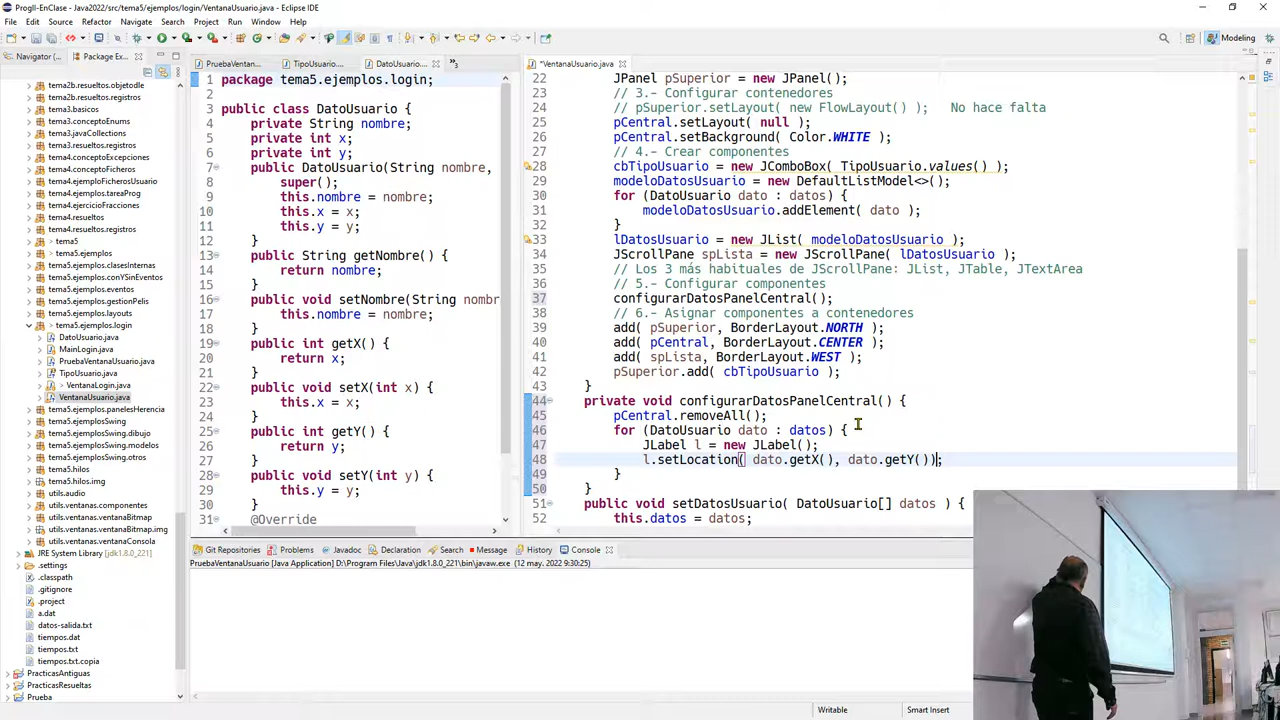 ProgII-EnClase - Java2022/src/tema5/ejemplos/login/VentanaUsuario.java - Eclipse IDE
File Edit Source Refactor Navigate Search Project Run Window Help
Modeling
Navigator (...
Package Exp...
tema2b.resueltos.objetodle
tema2b.resueltos.registros
tema3.basicos
tema3.conceptoEnums
tema3.javaCollections
tema3.resueltos.registros
tema4.conceptoExcepciones
tema4.conceptoFicheros
tema4.ejemploFicherosUsuario
tema4.ejemplos.tareaProg
tema4.ejercicioFracciones
tema4.resueltos
tema4.resueltos.registros
> tema5
> tema5.ejemplos
tema5.ejemplos.clasesInternas
tema5.ejemplos.conYSinEventos
tema5.ejemplos.eventos
tema5.ejemplos.gestionPelis
tema5.ejemplos.layouts
> tema5.ejemplos.login
DatoUsuario.java
MainLogin.java
PruebaVentanaUsuario.java
TipoUsuario.java
> VentanaLogin.java
VentanaUsuario.java
tema5.ejemplos.panelesHerencia
tema5.ejemplosSwing
tema5.ejemplosSwing.dibujo
tema5.ejemplosSwing.modelos
tema5.hilos
tema5.hilos.img
utils.audio
utils.ventanas.componentes
utils.ventanas.ventanaBitmap
utils.ventanas.ventanaBitmap.img
utils.ventanas.ventanaConsola
JRE System Library [jdk1.8.0_221]
.settings
.classpath
.gitignore
.project
a.dat
datos-salida.txt
tiempos.dat
tiempos.txt
tiempos.txt.copia
PracticasAntiguas
PracticasResueltas
Prueba
PruebaVentan...
TipoUsuario....
DatoUsuario....
»3
1 package tema5.ejemplos.login;
2
3 public class DatoUsuario {
4 private String nombre;
5 private int x;
6 private int y;
7 public DatoUsuario(String nombre,
8 super();
9 this.nombre = nombre;
10 this.x = x;
11 this.y = y;
12 }
13 public String getNombre() {
14 return nombre;
15 }
16 public void setNombre(String nombr
17 this.nombre = nombre;
18 }
19 public int getX() {
20 return x;
21 }
22 public void setX(int x) {
23 this.x = x;
24 }
25 public int getY() {
26 return y;
27 }
28 public void setY(int y) {
29 this.y = y;
30 }
31 @Override
*VentanaUsuario.java
22 JPanel pSuperior = new JPanel();
23 // 3.- Configurar contenedores
24 // pSuperior.setLayout( new FlowLayout() ); No hace falta
25 pCentral.setLayout( null );
26 pCentral.setBackground( Color.WHITE );
27 // 4.- Crear componentes
28 cbTipoUsuario = new JComboBox( TipoUsuario.values() );
29 modeloDatosUsuario = new DefaultListModel<>();
30 for (DatoUsuario dato : datos) {
31 modeloDatosUsuario.addElement( dato );
32 }
33 lDatosUsuario = new JList( modeloDatosUsuario );
34 JScrollPane spLista = new JScrollPane( lDatosUsuario );
35 // Los 3 más habituales de JScrollPane: JList, JTable, JTextArea
36 // 5.- Configurar componentes
37 configurarDatosPanelCentral();
38 // 6.- Asignar componentes a contenedores
39 add( pSuperior, BorderLayout.NORTH );
40 add( pCentral, BorderLayout.CENTER );
41 add( spLista, BorderLayout.WEST );
42 pSuperior.add( cbTipoUsuario );
43 }
44 private void configurarDatosPanelCentral() {
45 pCentral.removeAll();
46 for (DatoUsuario dato : datos) {
47 JLabel l = new JLabel();
48 l.setLocation( dato.getX(), dato.getY());
49 }
50 }
51 public void setDatosUsuario( DatoUsuario[] datos ) {
52 this.datos = datos;
Git Repositories
Problems
Javadoc
Declaration
Search
Message
History
Console
PruebaVentanaUsuario [Java Application] D:\Program Files\Java\jdk1.8.0_221\bin\javaw.exe (12 may. 2022 9:30:25)
Writable
Smart Insert